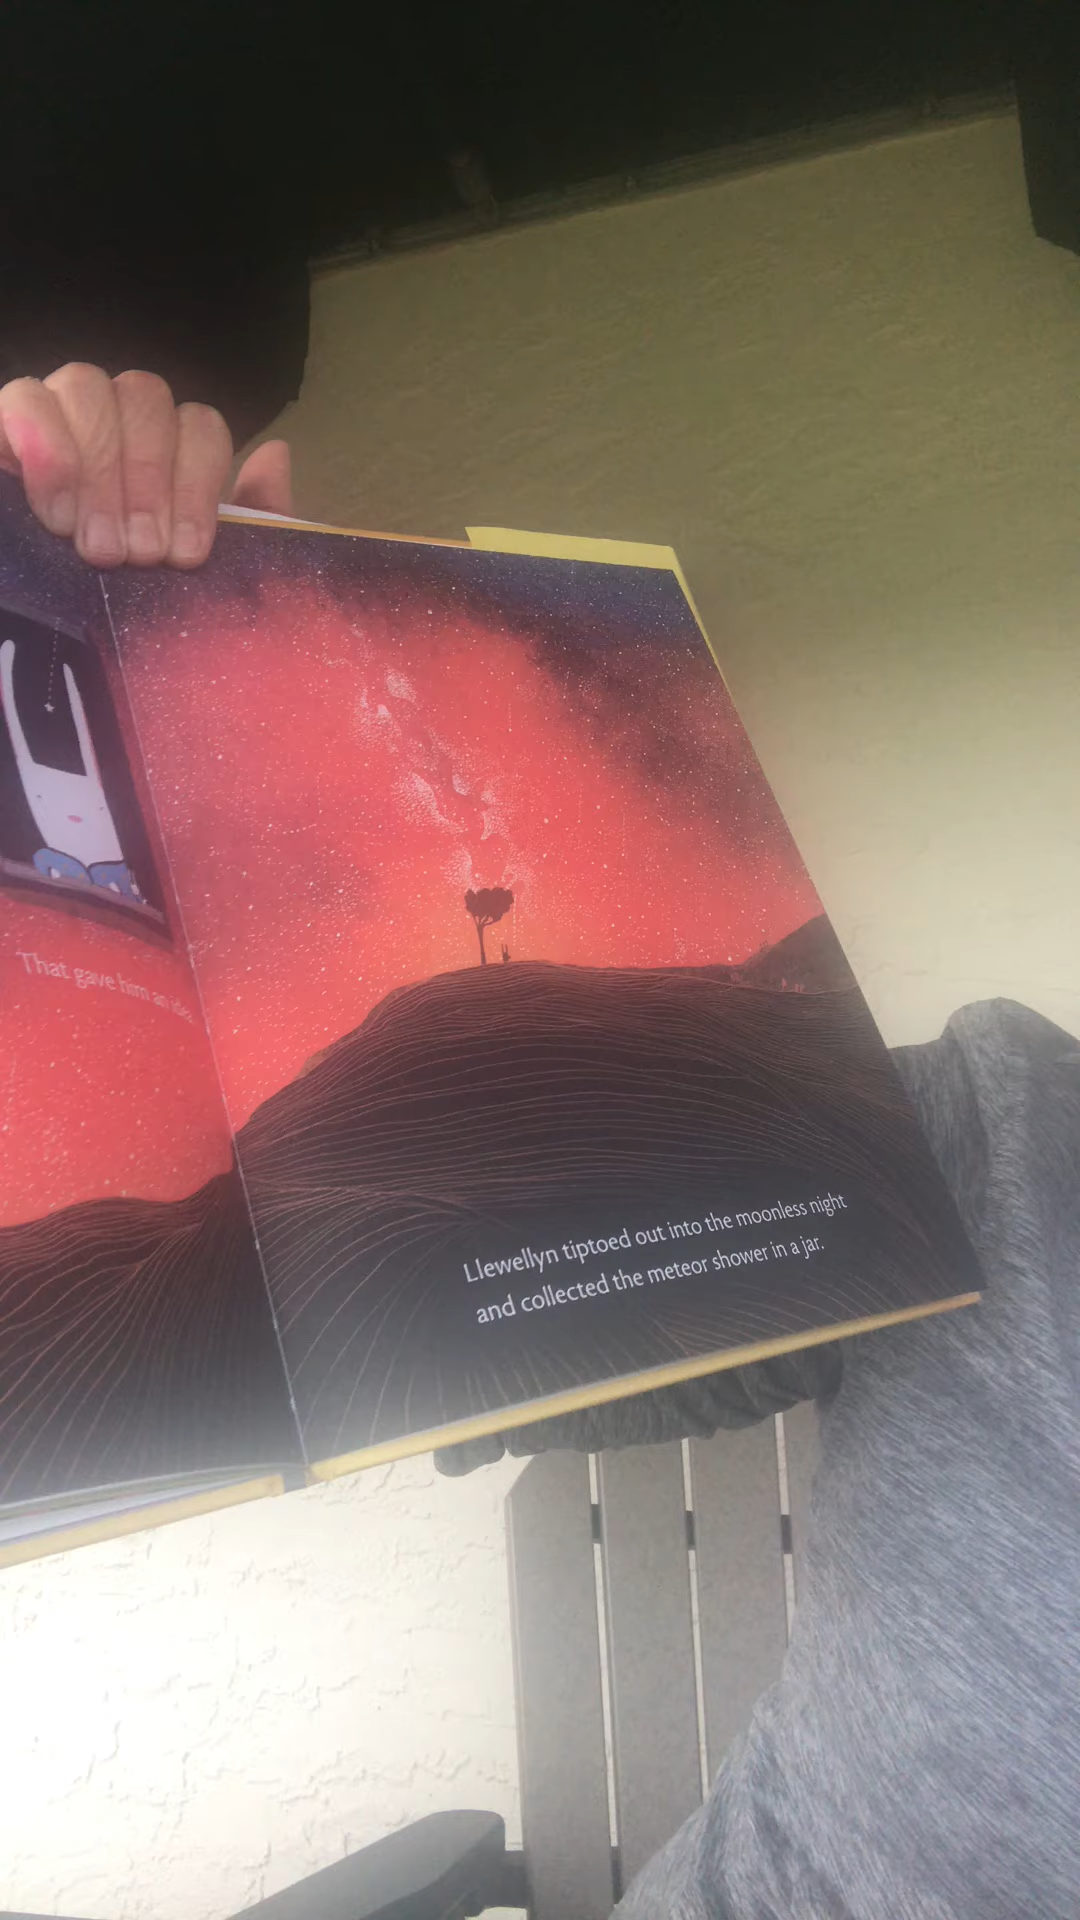 That gave him an idea.
Llewellyn tiptoed out into the moonless night
and collected the meteor shower in a jar.